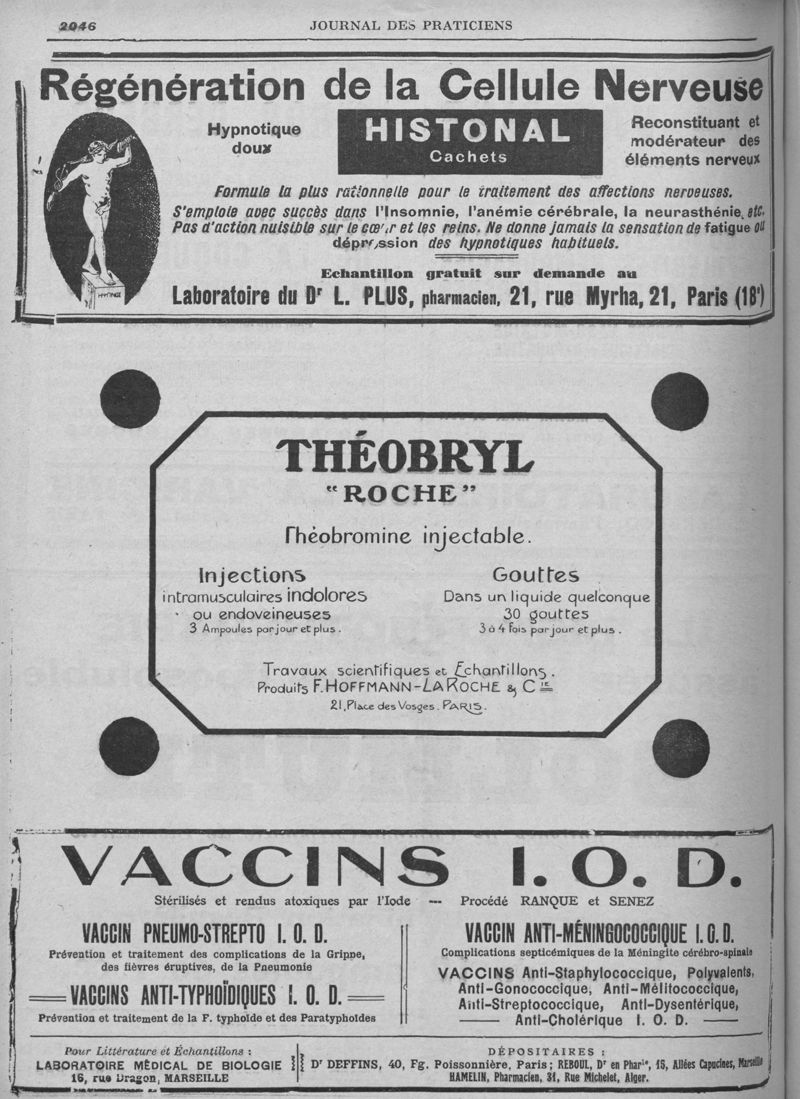 2046
JOURNAL DES PRATICIENS
Régénération de la Cellule Nerveuse
Hypnotique
doux
HISTONAL
Cachets
Reconstituant et
modérateur des
éléments nerveux
Formule la plus rationnelle pour le traitement des affections nerveuses.
S'emploie avec succès dans l'Insomnie, l'anémie cérébrale, la neurasthénie, etc.
Pas d'action nuisible sur le cœur et les reins. Ne donne jamais la sensation de fatigue ou
dépression des hypnotiques habituels.
Echantillon gratuit sur demande au
Laboratoire du Dr L. PLUS, pharmacien, 21, rue Myrha, 21, Paris (18e)
THÉOBRYL
"ROCHE"
Théobromine injectable.
Injections
intramusculaires indolores
ou endoveineuses
3 Ampoules par jour et plus.
Gouttes
Dans un liquide quelconque
30 gouttes
3 à 4 fois par jour et plus.
Travaux scientifiques et Échantillons.
Produits F. HOFFMANN-LA ROCHE & Cie
21, Place des Vosges. PARIS.
VACCINS I. O. D.
Stérilisés et rendus atoxiques par l'Iode — Procédé RANQUE et SENEZ
VACCIN PNEUMO-STREPTO I. O. D.
Prévention et traitement des complications de la Grippe,
des fièvres éruptives, de la Pneumonie
VACCINS ANTI-TYPHOÏDIQUES I. O. D.
Prévention et traitement de la F. typhoïde et des Paratyphoïdes
VACCIN ANTI-MÉNINGOCOCCIQUE I. O. D.
Complications septicémiques de la Méningite cérébro-spinale
VACCINS Anti-Staphylococcique, Polyvalents,
Anti-Gonococcique, Anti-Mélitococcique,
Anti-Streptococcique, Anti-Dysentérique,
Anti-Cholérique I. O. D.
Pour Littérature et Échantillons :
LABORATOIRE MÉDICAL DE BIOLOGIE
16, rue Dragon, MARSEILLE
DÉPOSITAIRES :
Dr DEFFINS, 40, Fg. Poissonnière, Paris ; REBOUL, Dr en Phar1e, 15, Allées Capucines, Marseille
HAMELIN, Pharmacien, 31, Rue Michelet, Alger.